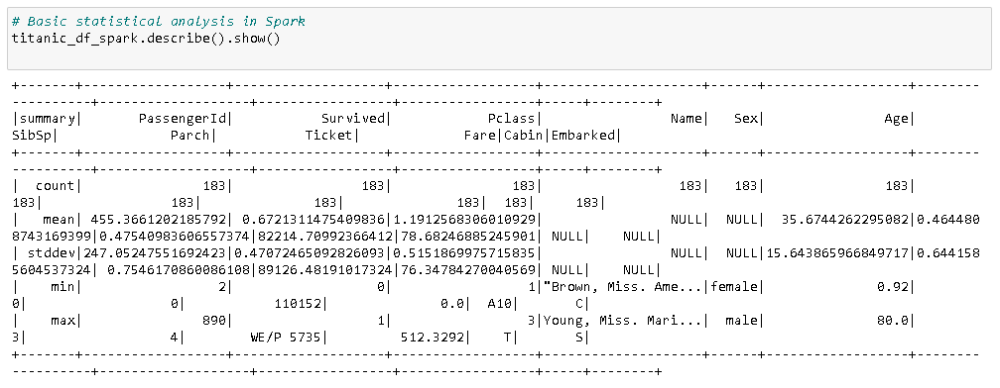 # Basic statistical analysis in Spark
titanic_df_spark.describe().show()
+-------+-----------------+-------------------+------------------+--------------------+------+------------------+--------
----------+-------------------+------------------+-----------------+-----+--------+
|summary|      PassengerId|           Survived|            Pclass|                Name|   Sex|               Age|
SibSp|              Parch|            Ticket|             Fare|Cabin|Embarked|
+-------+-----------------+-------------------+------------------+--------------------+------+------------------+--------
----------+-------------------+------------------+-----------------+-----+--------+
|  count|              183|                183|               183|                 183|   183|               183|
183|                183|               183|              183|  183|     183|
|   mean| 455.3661202185792| 0.6721311475409836|1.1912568306010929|                NULL|  NULL|  35.6744262295082|0.464480
8743169399|0.47540983606557374|82214.70992366412|78.68246885245901| NULL|    NULL|
| stddev|247.05247551692423|0.47072465092826093|0.5151869975715835|                NULL|  NULL|15.643865966849717|0.644158
5604537324| 0.7546170860086108|89126.48191017324|76.34784270040569| NULL|    NULL|
|    min|                2|                  0|                 1|"Brown, Miss. Ame...|female|              0.92|
0|                  0|            110152|              0.0|  A10|       C|
|    max|              890|                  1|                 3|Young, Miss. Mari...|  male|              80.0|
3|                  4|         WE/P 5735|         512.3292|    T|       S|
+-------+-----------------+-------------------+------------------+--------------------+------+------------------+--------
----------+-------------------+------------------+-----------------+-----+--------+